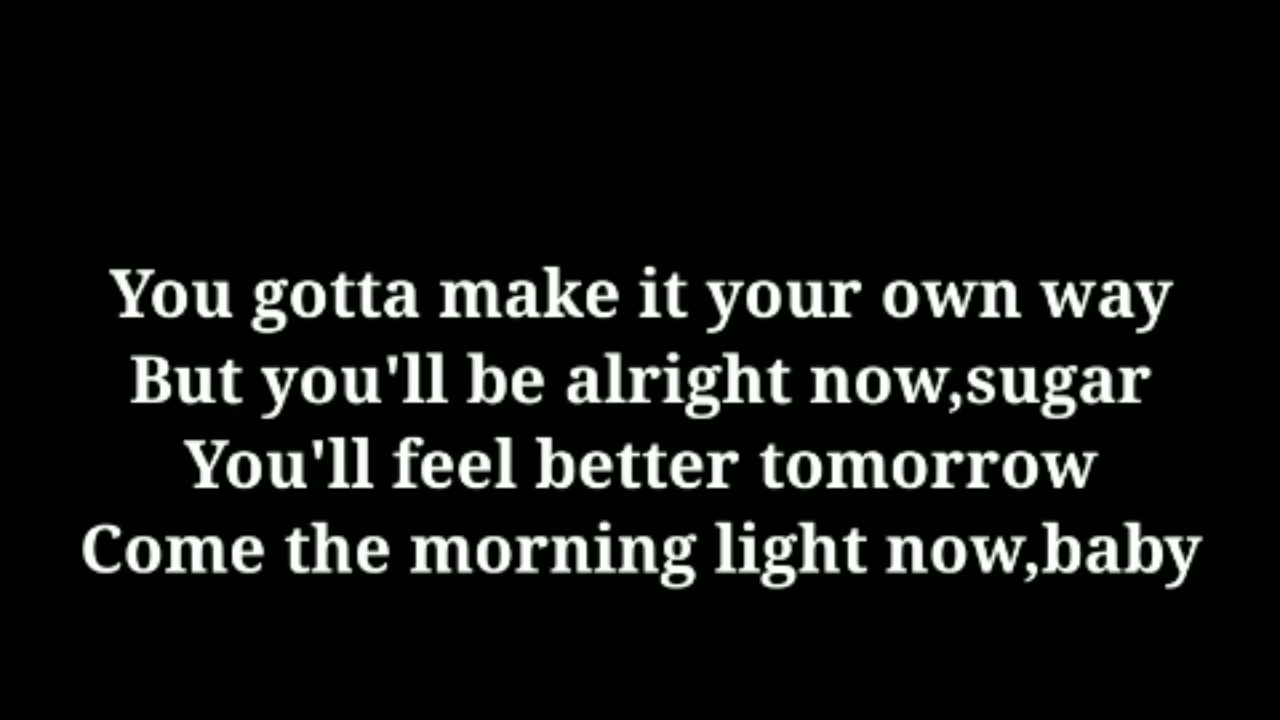 You gotta make it your own way
But you'll be alright now,sugar
You'll feel better tomorrow
Come the morning light now,baby